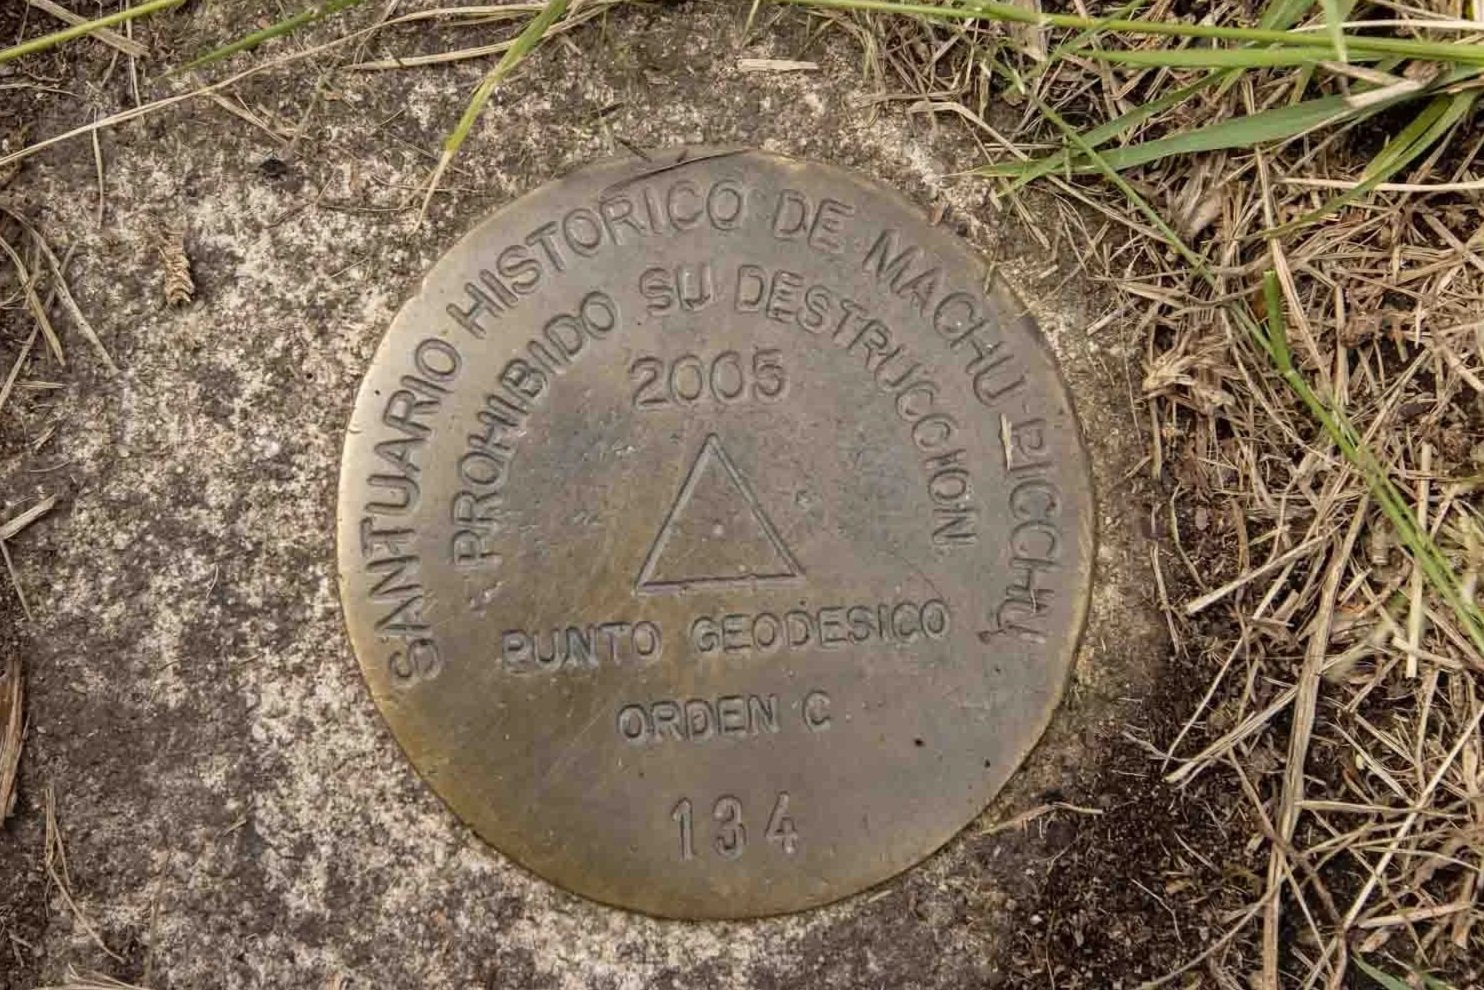 SANTUARIO HISTORICO DE MACHU PICCHU
PROHIBIDO SU DESTRUCCION
2005
PUNTO GEODESICO
ORDEN C
134